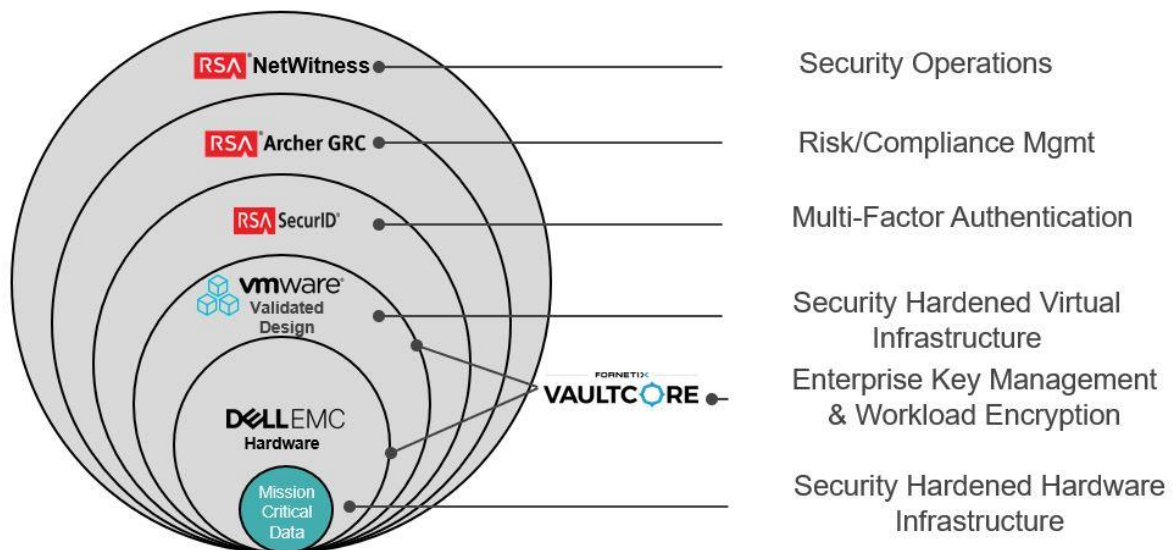 RSA NetWitness
Security Operations
RSA Archer GRC
Risk/Compliance Mgmt
RSA SecurID®
Multi-Factor Authentication
vmware®
Validated
Design
Security Hardened Virtual
Infrastructure
FORNETIX
VAULTCORE
Enterprise Key Management
& Workload Encryption
DELLEMC
Hardware
Mission
Critical
Data
Security Hardened Hardware
Infrastructure